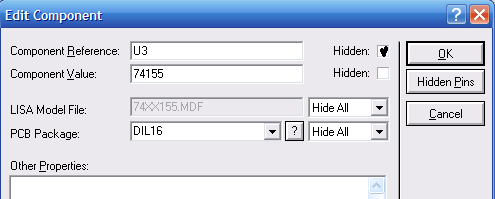 Edit Component ?
Component Reference: U3 Hidden: OK
Component Value: 74155 Hidden: Hidden Pins
LISA Model File: 74XX155.MDF Hide All Cancel
PCB Package: DIL16 ? Hide All
Other Properties: